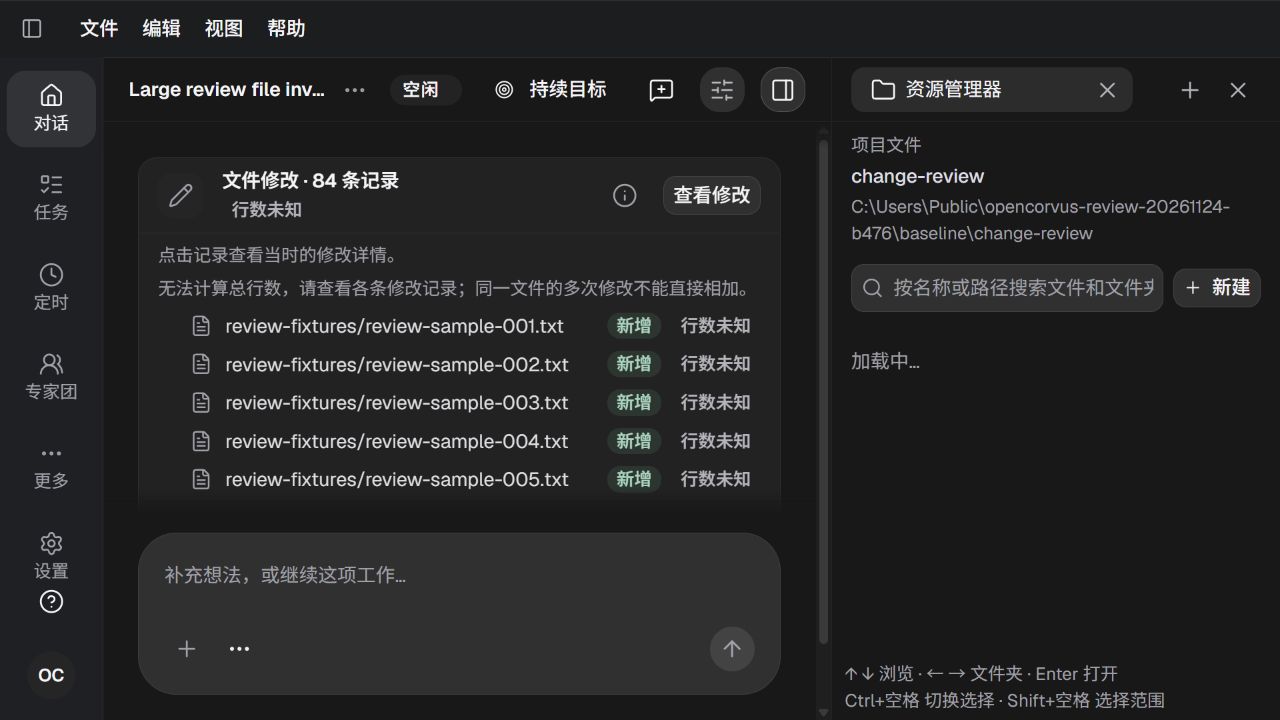 文件 编辑 视图 帮助
对话
任务
定时
专家团
更多
设置
OC
Large review file inv... 空闲 持续目标
文件修改 · 84 条记录
行数未知
查看修改
点击记录查看当时的修改详情。
无法计算总行数，请查看各条修改记录；同一文件的多次修改不能直接相加。
review-fixtures/review-sample-001.txt 新增 行数未知
review-fixtures/review-sample-002.txt 新增 行数未知
review-fixtures/review-sample-003.txt 新增 行数未知
review-fixtures/review-sample-004.txt 新增 行数未知
review-fixtures/review-sample-005.txt 新增 行数未知
补充想法，或继续这项工作...
资源管理器
项目文件
change-review
C:\Users\Public\opencorvus-review-20261124-
b476\baseline\change-review
按名称或路径搜索文件和文件夹
新建
加载中...
↑↓ 浏览 · ← → 文件夹 · Enter 打开
Ctrl+空格 切换选择 · Shift+空格 选择范围